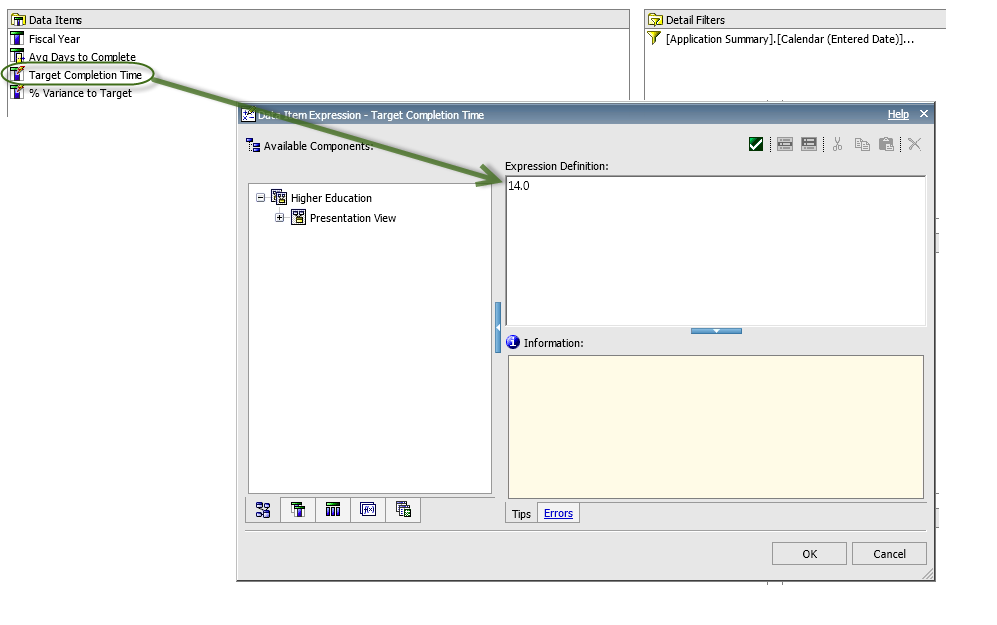 Data Items
Fiscal Year
Avg Days to Complete
Target Completion Time
% Variance to Target
Detail Filters
[Application Summary].[Calendar (Entered Date)]...
Data Item Expression - Target Completion Time
Help
Available Components:
Higher Education
Presentation View
Expression Definition:
14.0
Information:
Tips
Errors
OK
Cancel